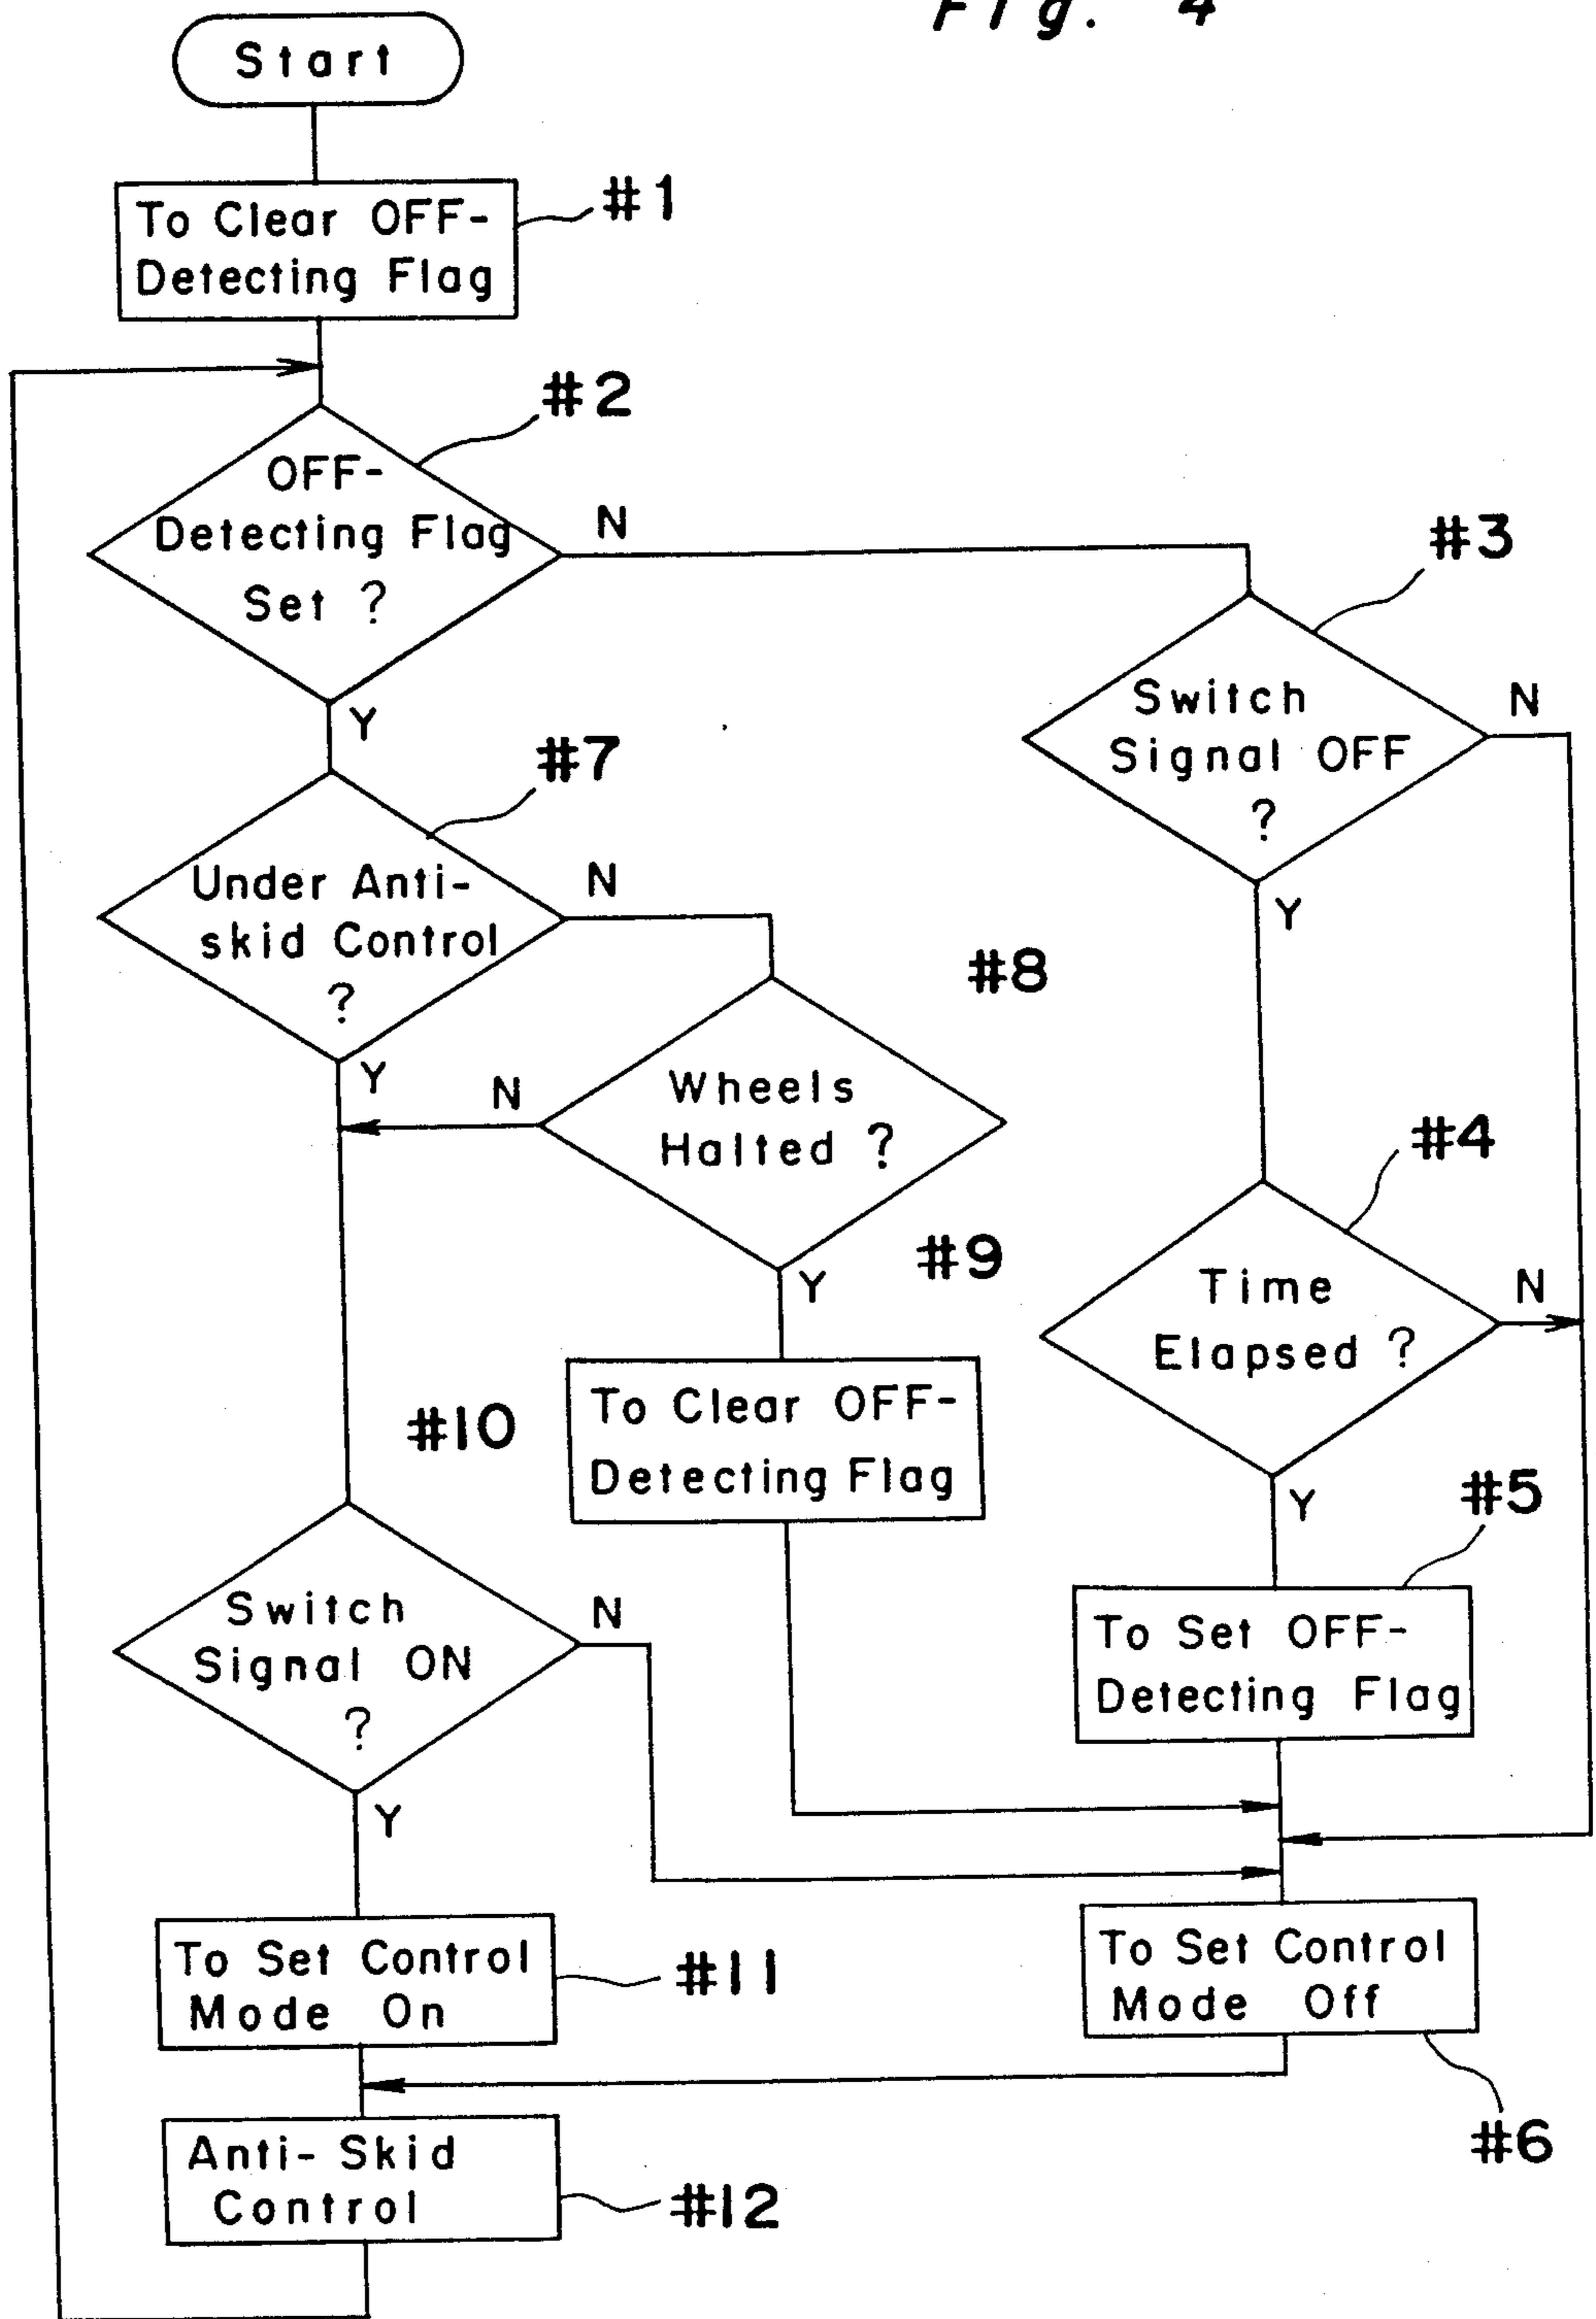 Fig. 4
Start
To Clear OFF-
Detecting Flag
#1
#2
OFF-
Detecting Flag
Set ?
N
Y
#3
Switch
Signal OFF
?
N
Y
#7
Under Anti-
skid Control
?
N
Y
#8
Wheels
Halted ?
N
Y
#4
Time
Elapsed ?
N
Y
#9
To Clear OFF-
Detecting Flag
#5
To Set OFF-
Detecting Flag
#10
Switch
Signal ON
?
N
Y
To Set Control
Mode On
#11
To Set Control
Mode Off
#6
Anti-Skid
Control
#12